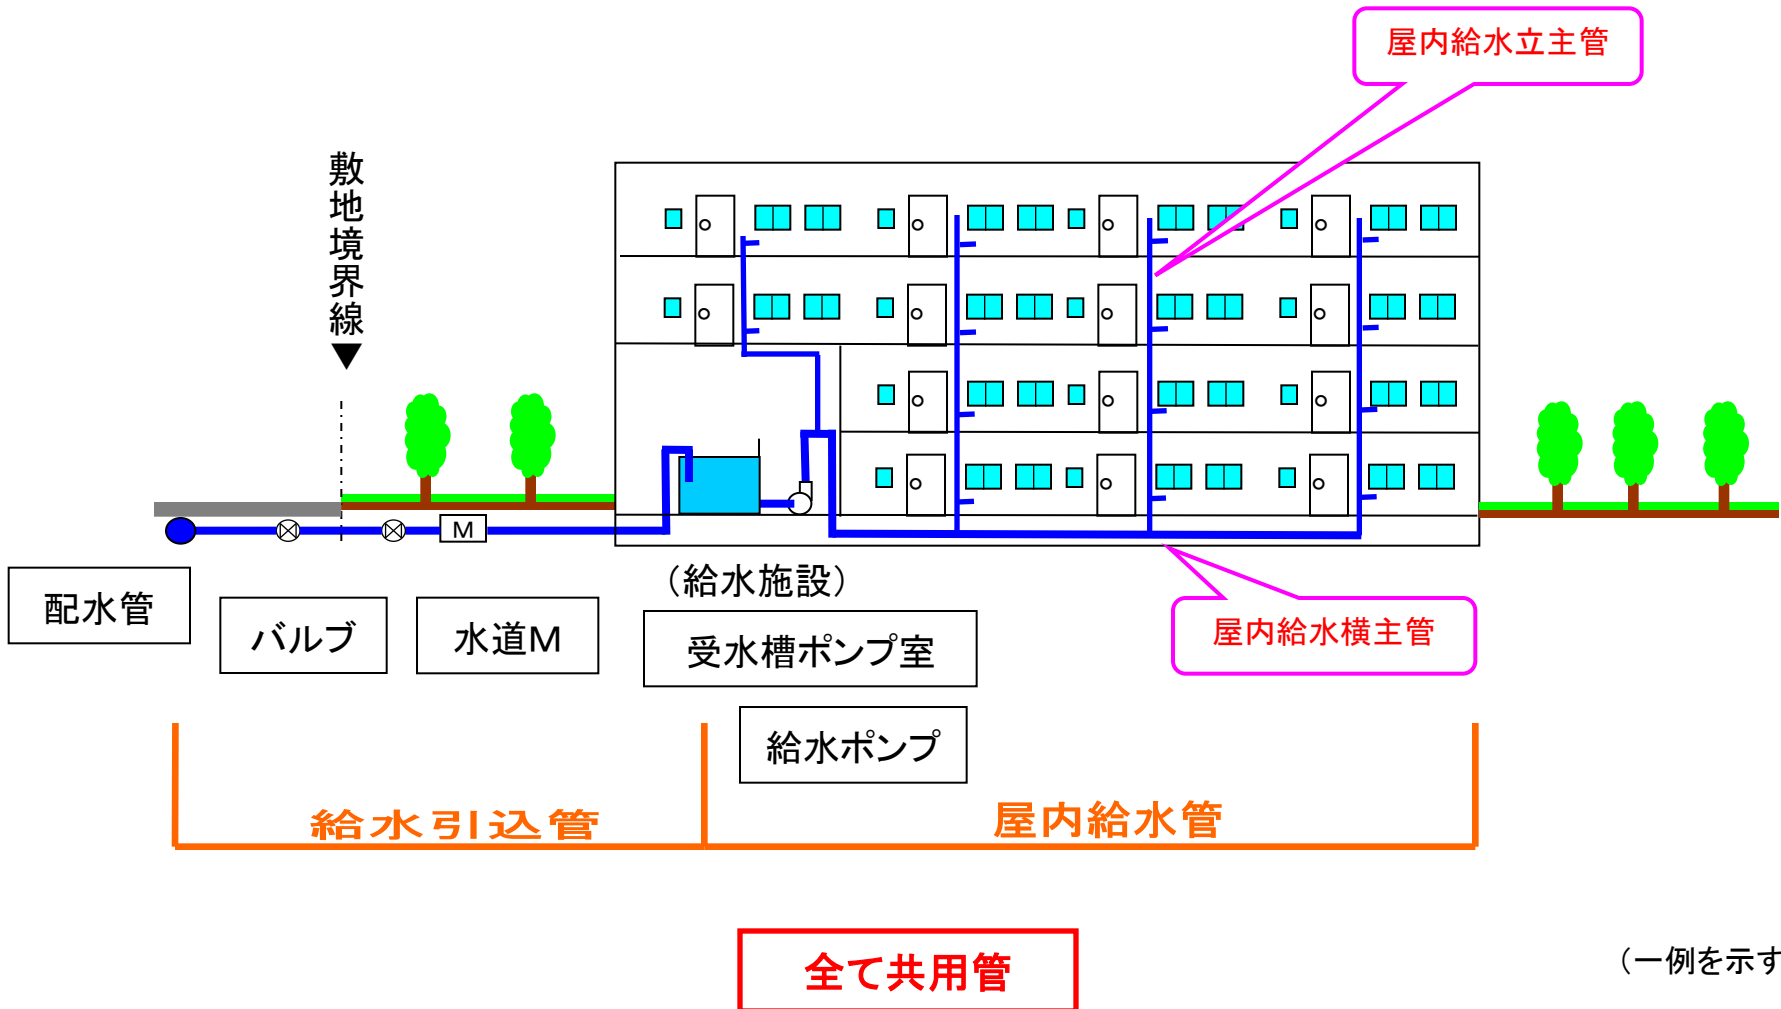 屋内給水立主管
敷地境界線
M
配水管
バルブ
水道M
（給水施設）
受水槽ポンプ室
給水ポンプ
屋内給水横主管
給水引込管
屋内給水管
全て共用管
（一例を示す